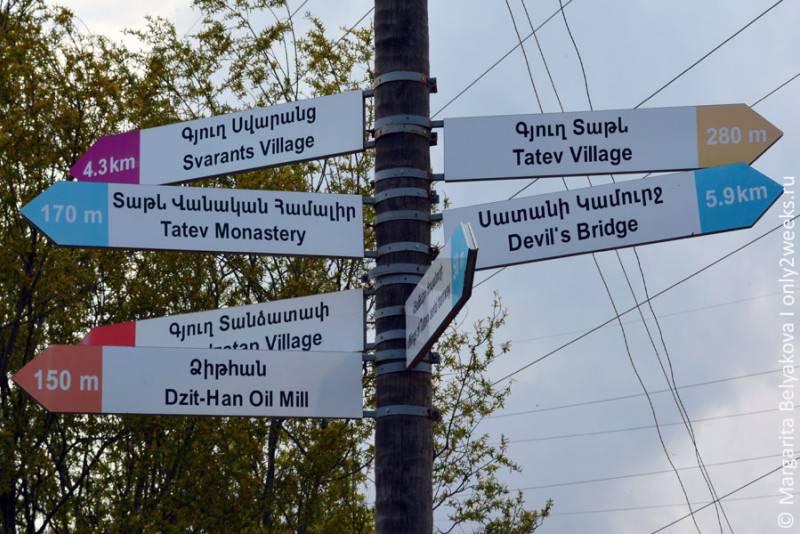 Գյուղ Սվարանց
Svarants Village
4.3km
Տաթև Վանական Համալիր
Tatev Monastery
170 m
Գյուղ Տանձատափ
Village
Ձիթհան
Dzit-Han Oil Mill
150 m
Գյուղ Տաթև
Tatev Village
280 m
Սատանի Կամուրջ
Devil's Bridge
5.9km
© Margarita Belyakova I only2weeks.ru